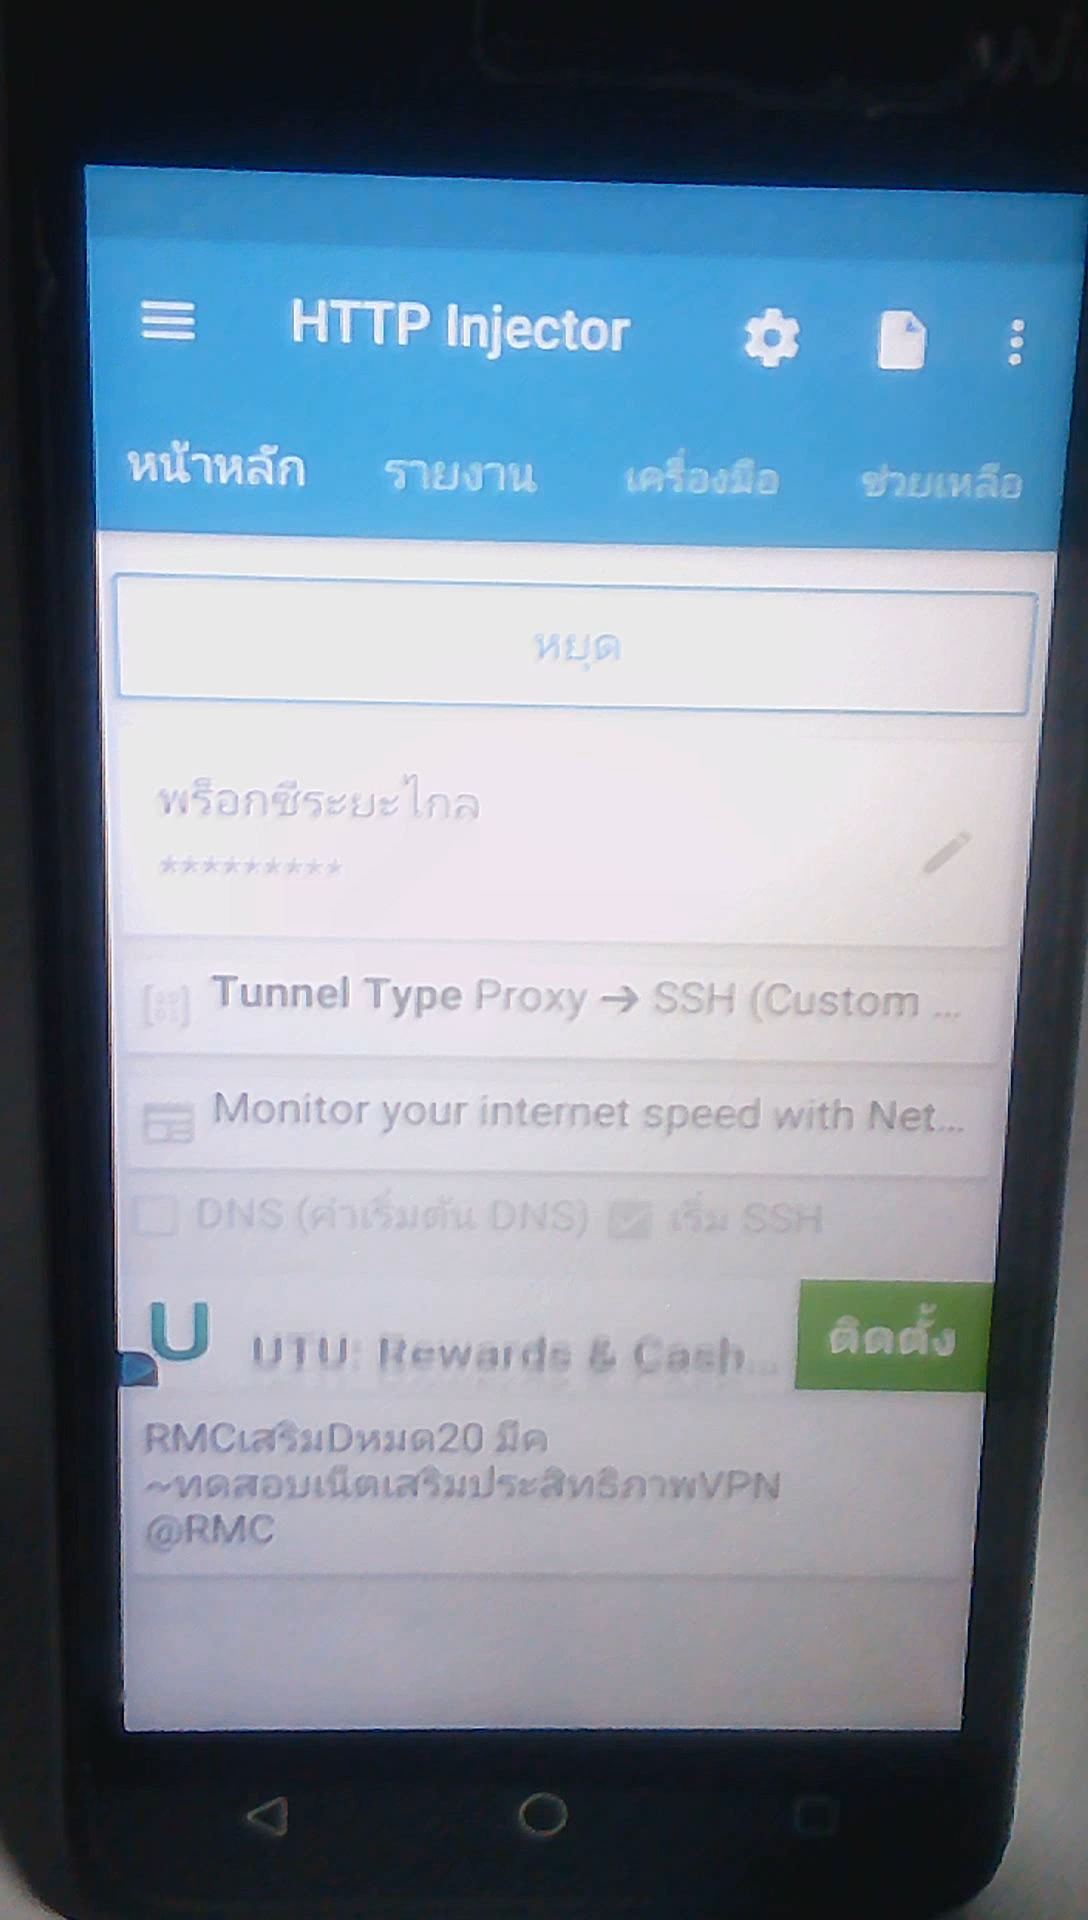 HTTP Injector
หน้าหลัก รายงาน เครื่องมือ ช่วยเหลือ
หยุด
พร็อกซีระยะไกล
*********
Tunnel Type Proxy ➔ SSH (Custom ...
Monitor your internet speed with Net...
DNS (ค่าเริ่มต้น DNS) เริ่ม SSH
U UTU: Rewards & Cash... ติดตั้ง
RMCเสริมDหมด20 มีค
~ทดสอบเน็ตเสริมประสิทธิภาพVPN
@RMC